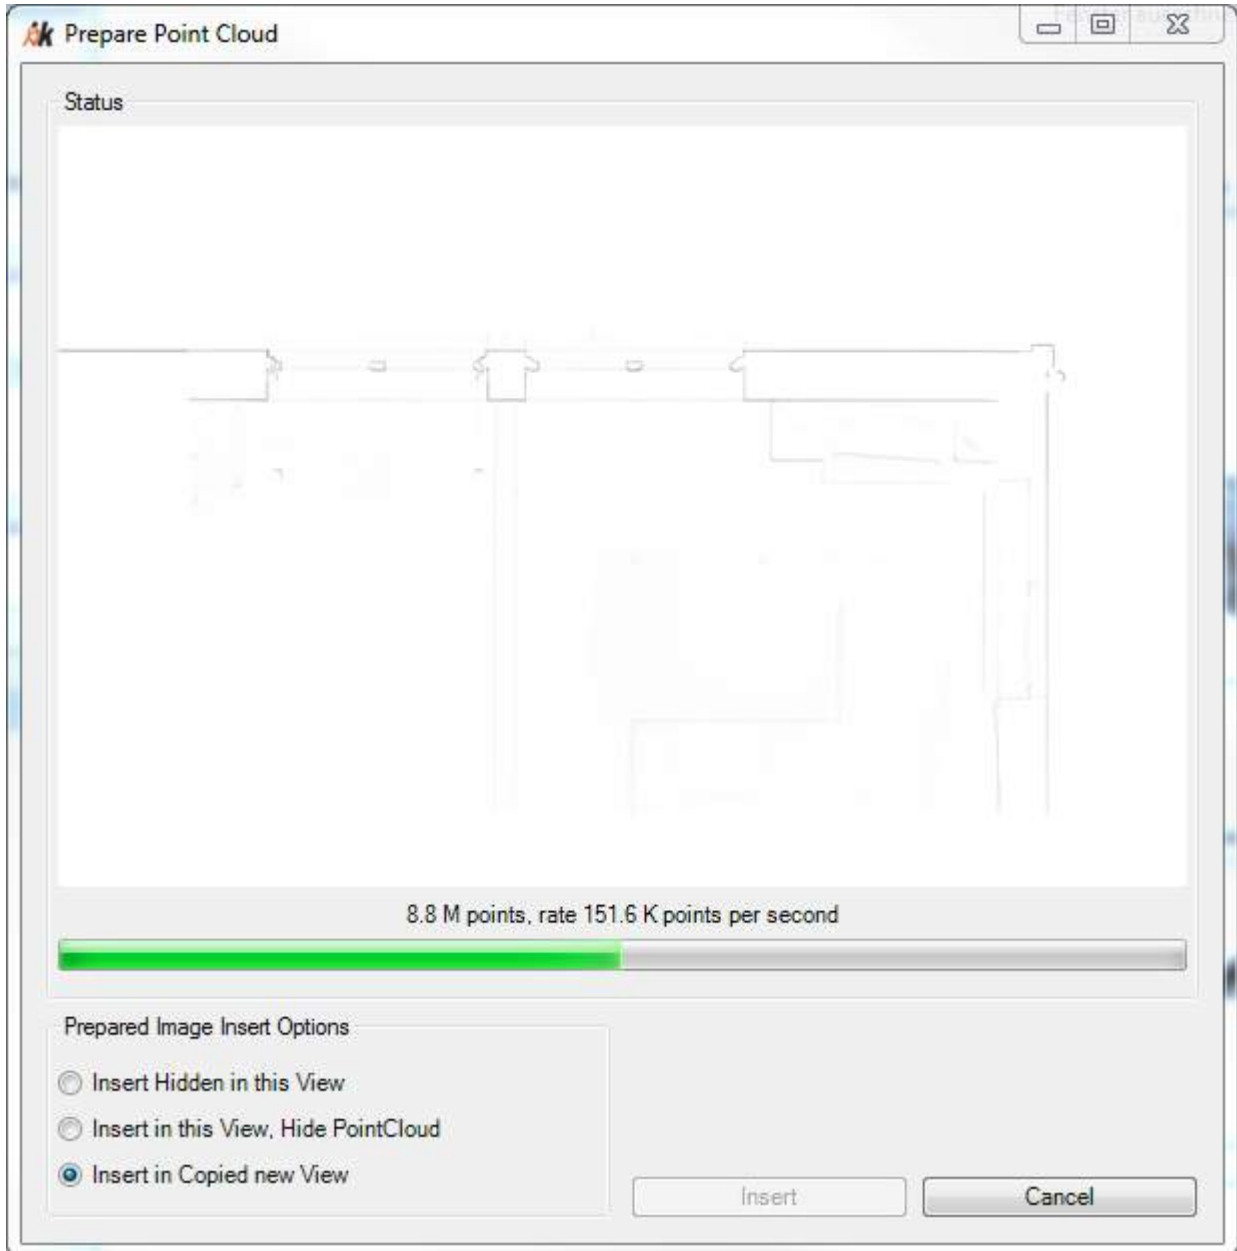 Prepare Point Cloud
Status
8.8 M points, rate 151.6 K points per second
Prepared Image Insert Options
Insert Hidden in this View
Insert in this View, Hide PointCloud
Insert in Copied new View
Insert
Cancel